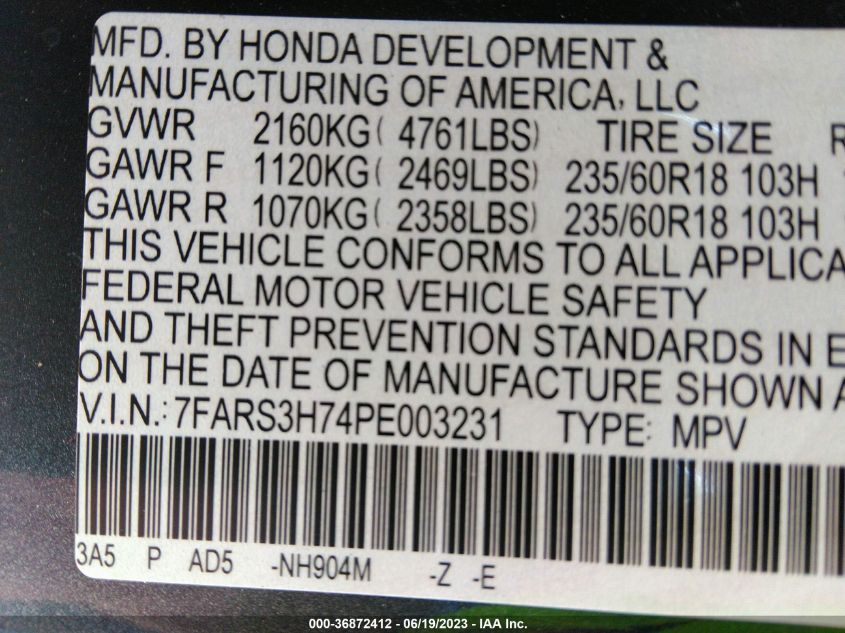 MFD. BY HONDA DEVELOPMENT &
MANUFACTURING OF AMERICA, LLC
GVWR 2160KG( 4761LBS) TIRE SIZE R
GAWR F 1120KG( 2469LBS) 235/60R18 103H
GAWR R 1070KG( 2358LBS) 235/60R18 103H
THIS VEHICLE CONFORMS TO ALL APPLICA
FEDERAL MOTOR VEHICLE SAFETY
AND THEFT PREVENTION STANDARDS IN E
ON THE DATE OF MANUFACTURE SHOWN A
V.I.N.: 7FARS3H74PE003231 TYPE: MPV
3A5 P AD5 -NH904M -Z -E
000-36872412 - 06/19/2023 - IAA Inc.